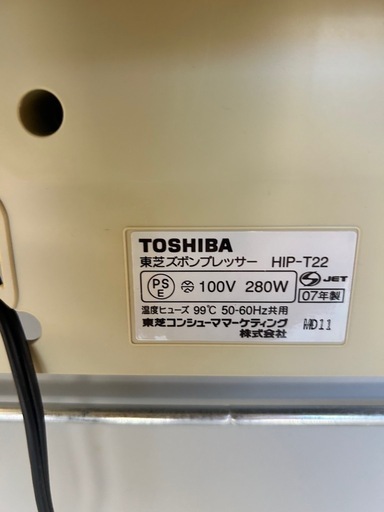 TOSHIBA
東芝ズボンプレッサー HIP-T22
PS E 100V 280W JET
07年製
温度ヒューズ 99℃ 50-60Hz共用
東芝コンシューママーケティング
株式会社
MD11